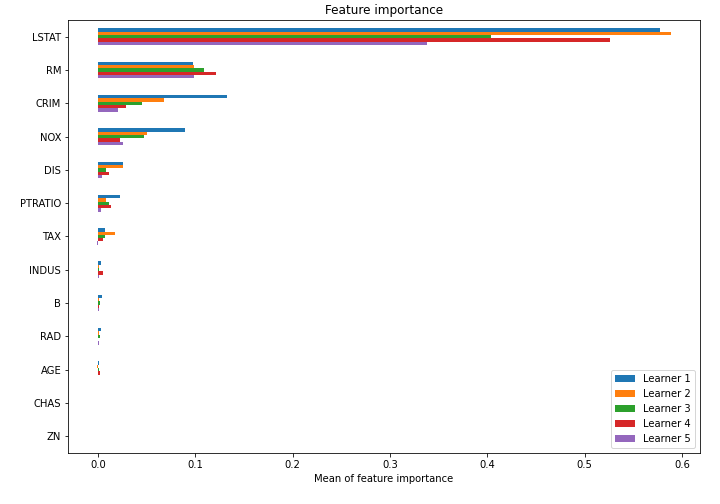 Feature importance
LSTAT
RM
CRIM
NOX
DIS
PTRATIO
TAX
INDUS
B
RAD
AGE
CHAS
ZN
Learner 1
Learner 2
Learner 3
Learner 4
Learner 5
0.0 0.1 0.2 0.3 0.4 0.5 0.6
Mean of feature importance